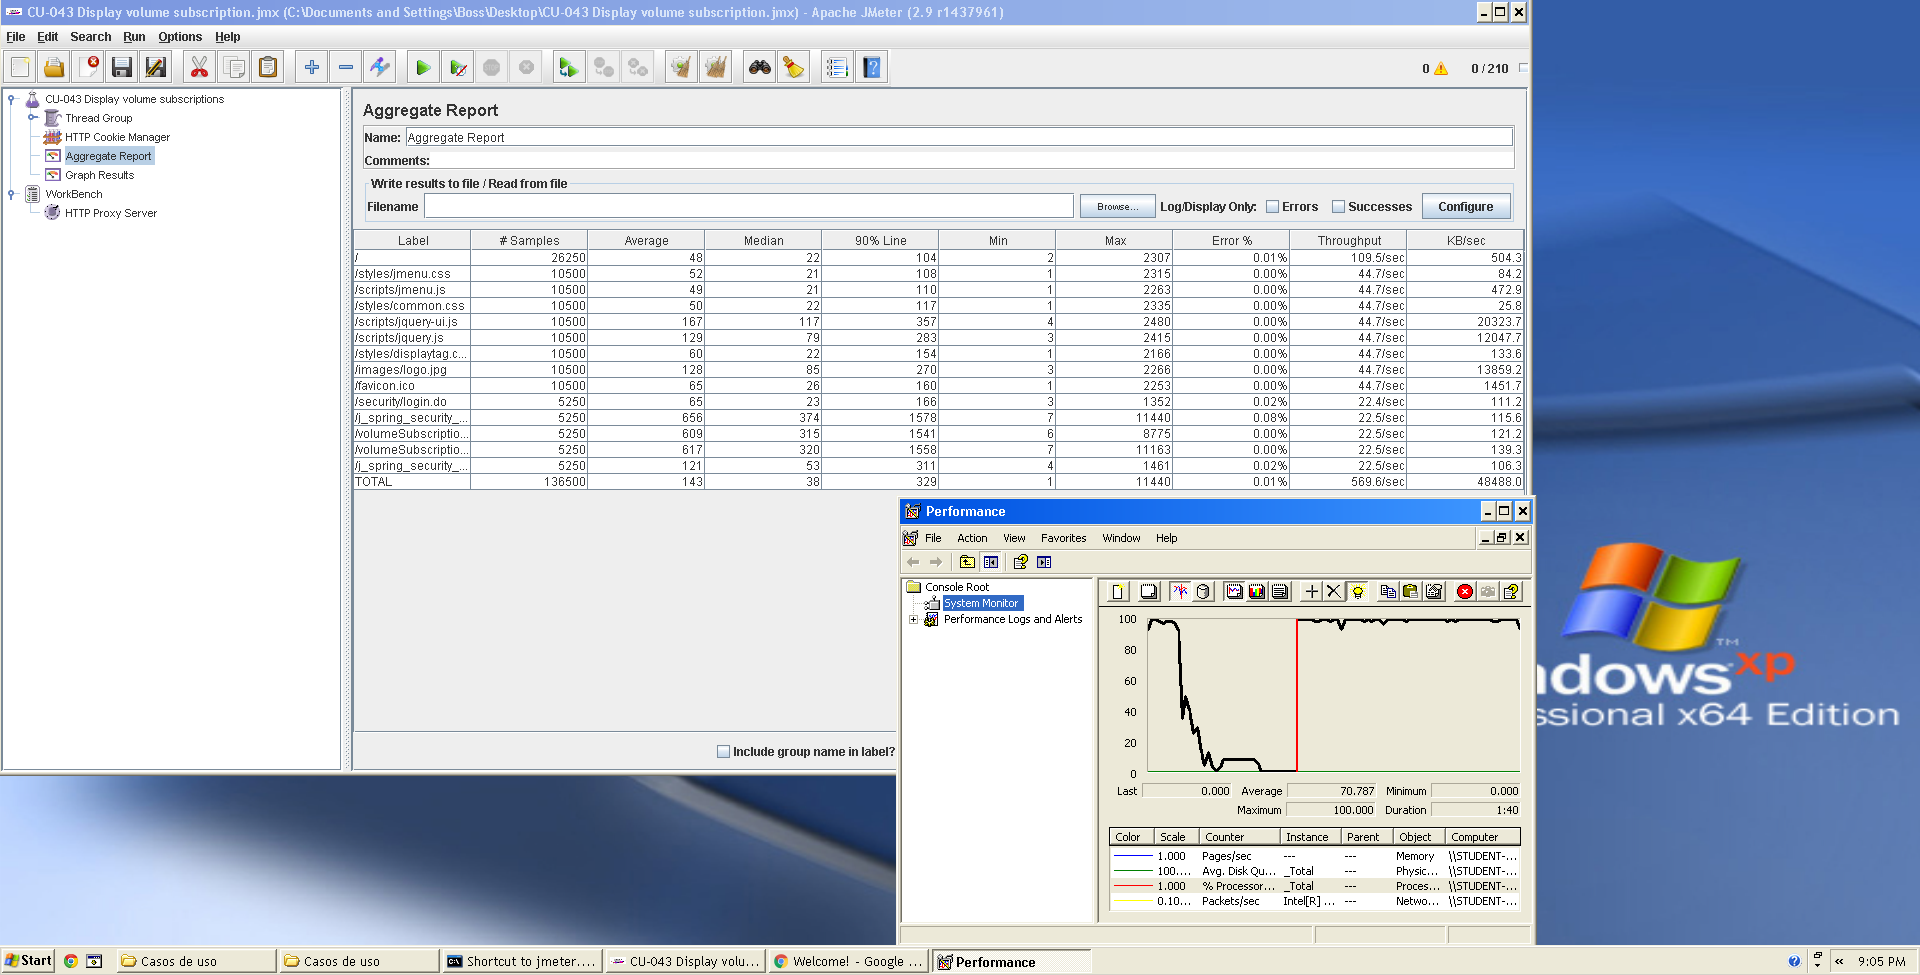 CU-043 Display volume subscription.jmx (C:\Documents and Settings\Boss\Desktop\CU-043 Display volume subscription.jmx) - Apache JMeter (2.9 r1437961)
File Edit Search Run Options Help
0 0 / 210
CU-043 Display volume subscriptions
Thread Group
HTTP Cookie Manager
Aggregate Report
Graph Results
WorkBench
HTTP Proxy Server
Aggregate Report
Name: Aggregate Report
Comments:
Write results to file / Read from file
Filename Browse... Log/Display Only: Errors Successes Configure
Label # Samples Average Median 90% Line Min Max Error % Throughput KB/sec
/ 26250 48 22 104 2 2307 0.01% 109.5/sec 504.3
/styles/jmenu.css 10500 52 21 108 1 2315 0.00% 44.7/sec 84.2
/scripts/jmenu.js 10500 49 21 110 1 2263 0.00% 44.7/sec 472.9
/styles/common.css 10500 50 22 117 1 2335 0.00% 44.7/sec 25.8
/scripts/jquery-ui.js 10500 167 117 357 4 2480 0.00% 44.7/sec 20323.7
/scripts/jquery.js 10500 129 79 283 3 2415 0.00% 44.7/sec 12047.7
/styles/displaytag.c... 10500 60 22 154 1 2166 0.00% 44.7/sec 133.6
/images/logo.jpg 10500 128 85 270 3 2266 0.00% 44.7/sec 13859.2
/favicon.ico 10500 65 26 160 1 2253 0.00% 44.7/sec 1451.7
/security/login.do 5250 65 23 166 3 1352 0.02% 22.4/sec 111.2
/j_spring_security_... 5250 656 374 1578 7 11440 0.08% 22.5/sec 115.6
/volumeSubscriptio... 5250 609 315 1541 6 8775 0.00% 22.5/sec 121.2
/volumeSubscriptio... 5250 617 320 1558 7 11163 0.00% 22.5/sec 139.3
/j_spring_security_... 5250 121 53 311 4 1461 0.02% 22.5/sec 106.3
TOTAL 136500 143 38 329 1 11440 0.01% 569.6/sec 48488.0
Include group name in label?
Performance
File Action View Favorites Window Help
Console Root
System Monitor
Performance Logs and Alerts
100
80
60
40
20
0
Last 0.000 Average 70.787 Minimum 0.000
Maximum 100.000 Duration 1:40
Color Scale Counter Instance Parent Object Computer
1.000 Pages/sec --- --- Memory \\STUDENT-...
100.... Avg. Disk Qu... _Total --- Physic... \\STUDENT-...
1.000 % Processor... _Total --- Proces... \\STUDENT-...
0.10... Packets/sec Intel[R] ... --- Netwo... \\STUDENT-...
ndows xp
TM
ssional x64 Edition
Start Casos de uso Casos de uso Shortcut to jmeter.... CU-043 Display volu... Welcome! - Google ... Performance 9:05 PM